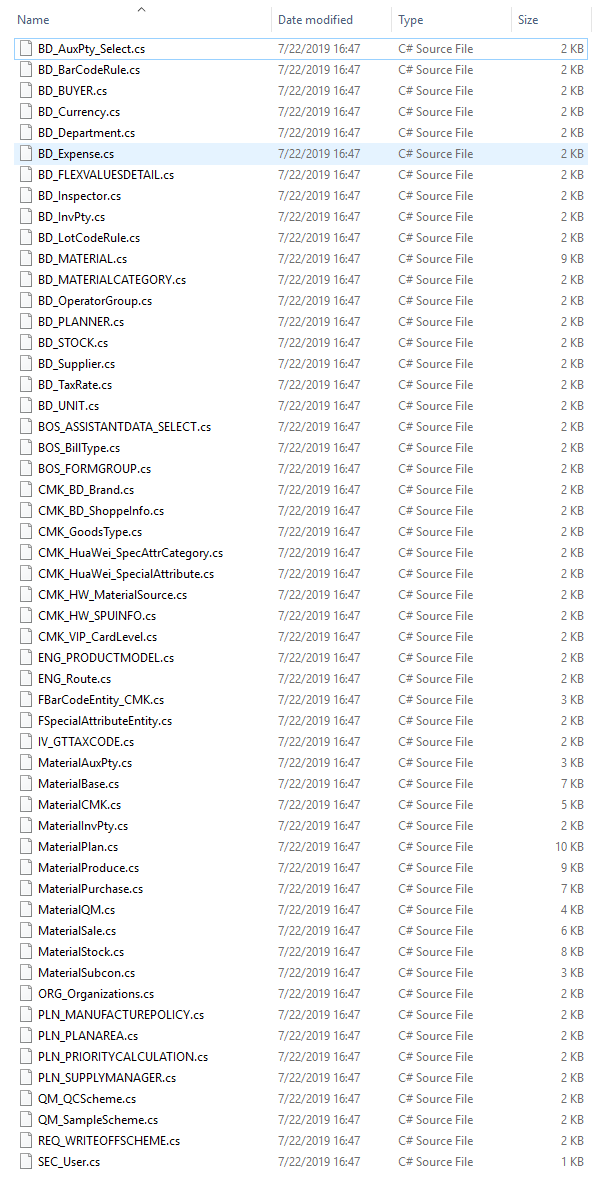 Name Date modified Type Size
BD_AuxPty_Select.cs 7/22/2019 16:47 C# Source File 2 KB
BD_BarCodeRule.cs 7/22/2019 16:47 C# Source File 2 KB
BD_BUYER.cs 7/22/2019 16:47 C# Source File 2 KB
BD_Currency.cs 7/22/2019 16:47 C# Source File 2 KB
BD_Department.cs 7/22/2019 16:47 C# Source File 2 KB
BD_Expense.cs 7/22/2019 16:47 C# Source File 2 KB
BD_FLEXVALUESDETAIL.cs 7/22/2019 16:47 C# Source File 2 KB
BD_Inspector.cs 7/22/2019 16:47 C# Source File 2 KB
BD_InvPty.cs 7/22/2019 16:47 C# Source File 2 KB
BD_LotCodeRule.cs 7/22/2019 16:47 C# Source File 2 KB
BD_MATERIAL.cs 7/22/2019 16:47 C# Source File 9 KB
BD_MATERIALCATEGORY.cs 7/22/2019 16:47 C# Source File 2 KB
BD_OperatorGroup.cs 7/22/2019 16:47 C# Source File 2 KB
BD_PLANNER.cs 7/22/2019 16:47 C# Source File 2 KB
BD_STOCK.cs 7/22/2019 16:47 C# Source File 2 KB
BD_Supplier.cs 7/22/2019 16:47 C# Source File 2 KB
BD_TaxRate.cs 7/22/2019 16:47 C# Source File 2 KB
BD_UNIT.cs 7/22/2019 16:47 C# Source File 2 KB
BOS_ASSISTANTDATA_SELECT.cs 7/22/2019 16:47 C# Source File 2 KB
BOS_BillType.cs 7/22/2019 16:47 C# Source File 2 KB
BOS_FORMGROUP.cs 7/22/2019 16:47 C# Source File 2 KB
CMK_BD_Brand.cs 7/22/2019 16:47 C# Source File 2 KB
CMK_BD_ShoppeInfo.cs 7/22/2019 16:47 C# Source File 2 KB
CMK_GoodsType.cs 7/22/2019 16:47 C# Source File 2 KB
CMK_HuaWei_SpecAttrCategory.cs 7/22/2019 16:47 C# Source File 2 KB
CMK_HuaWei_SpecialAttribute.cs 7/22/2019 16:47 C# Source File 2 KB
CMK_HW_MaterialSource.cs 7/22/2019 16:47 C# Source File 2 KB
CMK_HW_SPUINFO.cs 7/22/2019 16:47 C# Source File 2 KB
CMK_VIP_CardLevel.cs 7/22/2019 16:47 C# Source File 2 KB
ENG_PRODUCTMODEL.cs 7/22/2019 16:47 C# Source File 2 KB
ENG_Route.cs 7/22/2019 16:47 C# Source File 2 KB
FBarCodeEntity_CMK.cs 7/22/2019 16:47 C# Source File 3 KB
FSpecialAttributeEntity.cs 7/22/2019 16:47 C# Source File 2 KB
IV_GTTAXCODE.cs 7/22/2019 16:47 C# Source File 2 KB
MaterialAuxPty.cs 7/22/2019 16:47 C# Source File 3 KB
MaterialBase.cs 7/22/2019 16:47 C# Source File 7 KB
MaterialCMK.cs 7/22/2019 16:47 C# Source File 5 KB
MaterialInvPty.cs 7/22/2019 16:47 C# Source File 2 KB
MaterialPlan.cs 7/22/2019 16:47 C# Source File 10 KB
MaterialProduce.cs 7/22/2019 16:47 C# Source File 9 KB
MaterialPurchase.cs 7/22/2019 16:47 C# Source File 7 KB
MaterialQM.cs 7/22/2019 16:47 C# Source File 4 KB
MaterialSale.cs 7/22/2019 16:47 C# Source File 6 KB
MaterialStock.cs 7/22/2019 16:47 C# Source File 8 KB
MaterialSubcon.cs 7/22/2019 16:47 C# Source File 3 KB
ORG_Organizations.cs 7/22/2019 16:47 C# Source File 2 KB
PLN_MANUFACTUREPOLICY.cs 7/22/2019 16:47 C# Source File 2 KB
PLN_PLANAREA.cs 7/22/2019 16:47 C# Source File 2 KB
PLN_PRIORITYCALCULATION.cs 7/22/2019 16:47 C# Source File 2 KB
PLN_SUPPLYMANAGER.cs 7/22/2019 16:47 C# Source File 2 KB
QM_QCScheme.cs 7/22/2019 16:47 C# Source File 2 KB
QM_SampleScheme.cs 7/22/2019 16:47 C# Source File 2 KB
REQ_WRITEOFFSCHEME.cs 7/22/2019 16:47 C# Source File 2 KB
SEC_User.cs 7/22/2019 16:47 C# Source File 1 KB